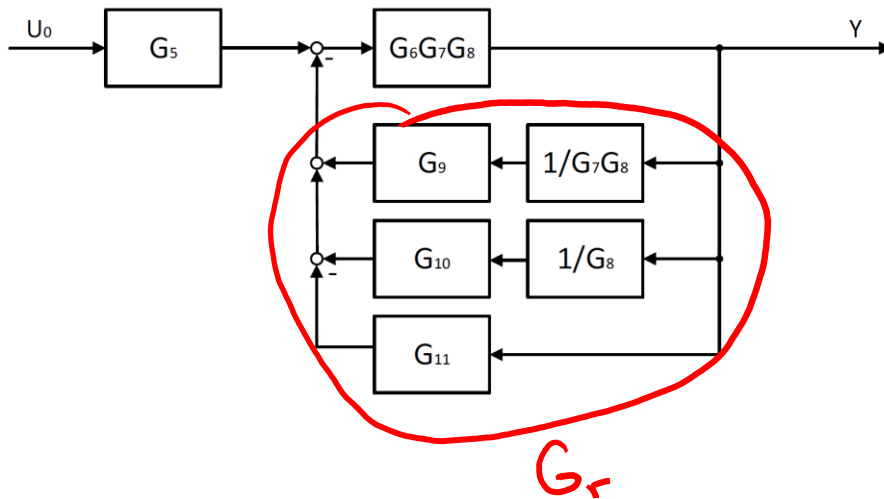 U₀ Y
G₅ - G₆G₇G₈
G₉ 1/G₇G₈
G₁₀ 1/G₈
-
G₁₁
Gᵣ